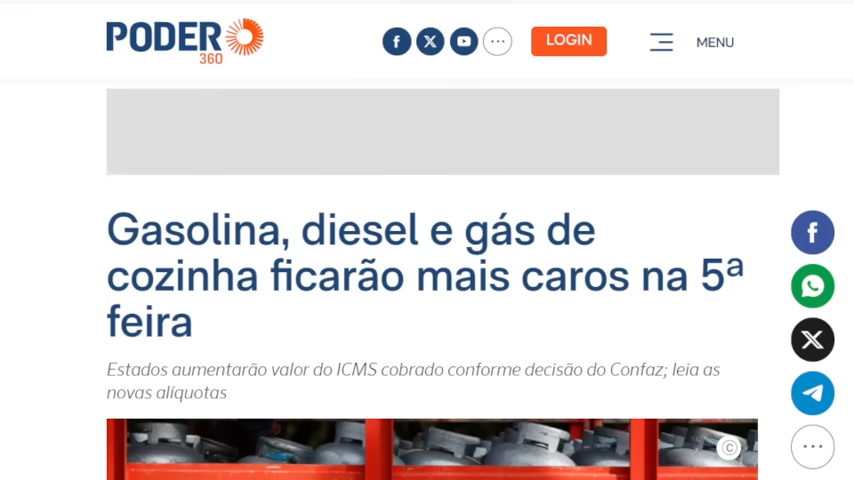 PODER
360
LOGIN
MENU
Gasolina, diesel e gás de
cozinha ficarão mais caros na 5ª
feira
Estados aumentarão valor do ICMS cobrado conforme decisão do Confaz; leia as
novas alíquotas
©